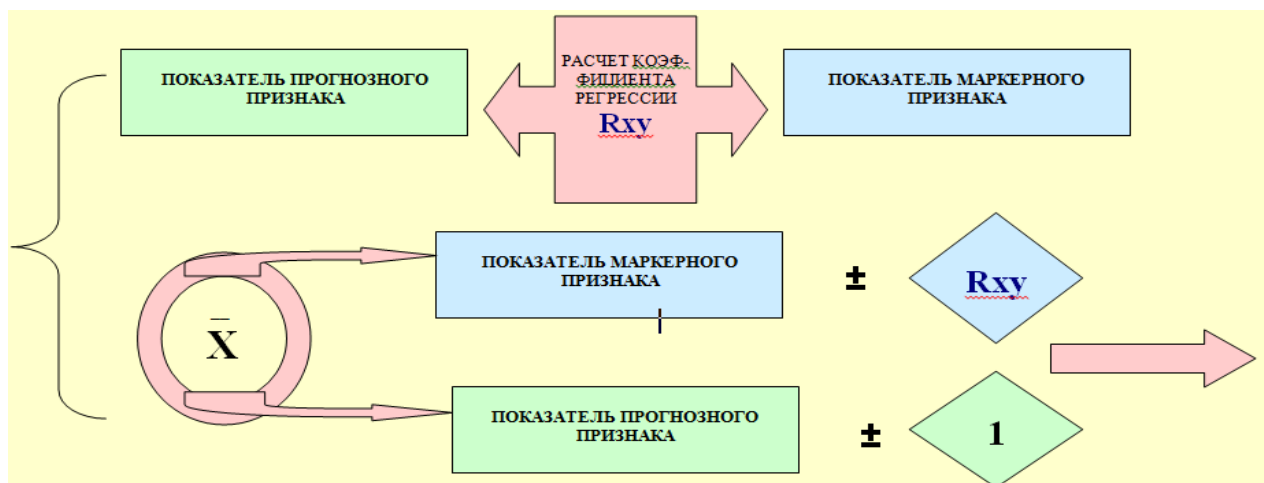 ПОКАЗАТЕЛЬ ПРОГНОЗНОГО
ПРИЗНАКА
РАСЧЕТ КОЭФ-
ФИЦИЕНТА
РЕГРЕССИИ
Rxy
ПОКАЗАТЕЛЬ МАРКЕРНОГО
ПРИЗНАКА
X̅
ПОКАЗАТЕЛЬ МАРКЕРНОГО
ПРИЗНАКА
±
Rxy
ПОКАЗАТЕЛЬ ПРОГНОЗНОГО
ПРИЗНАКА
±
1